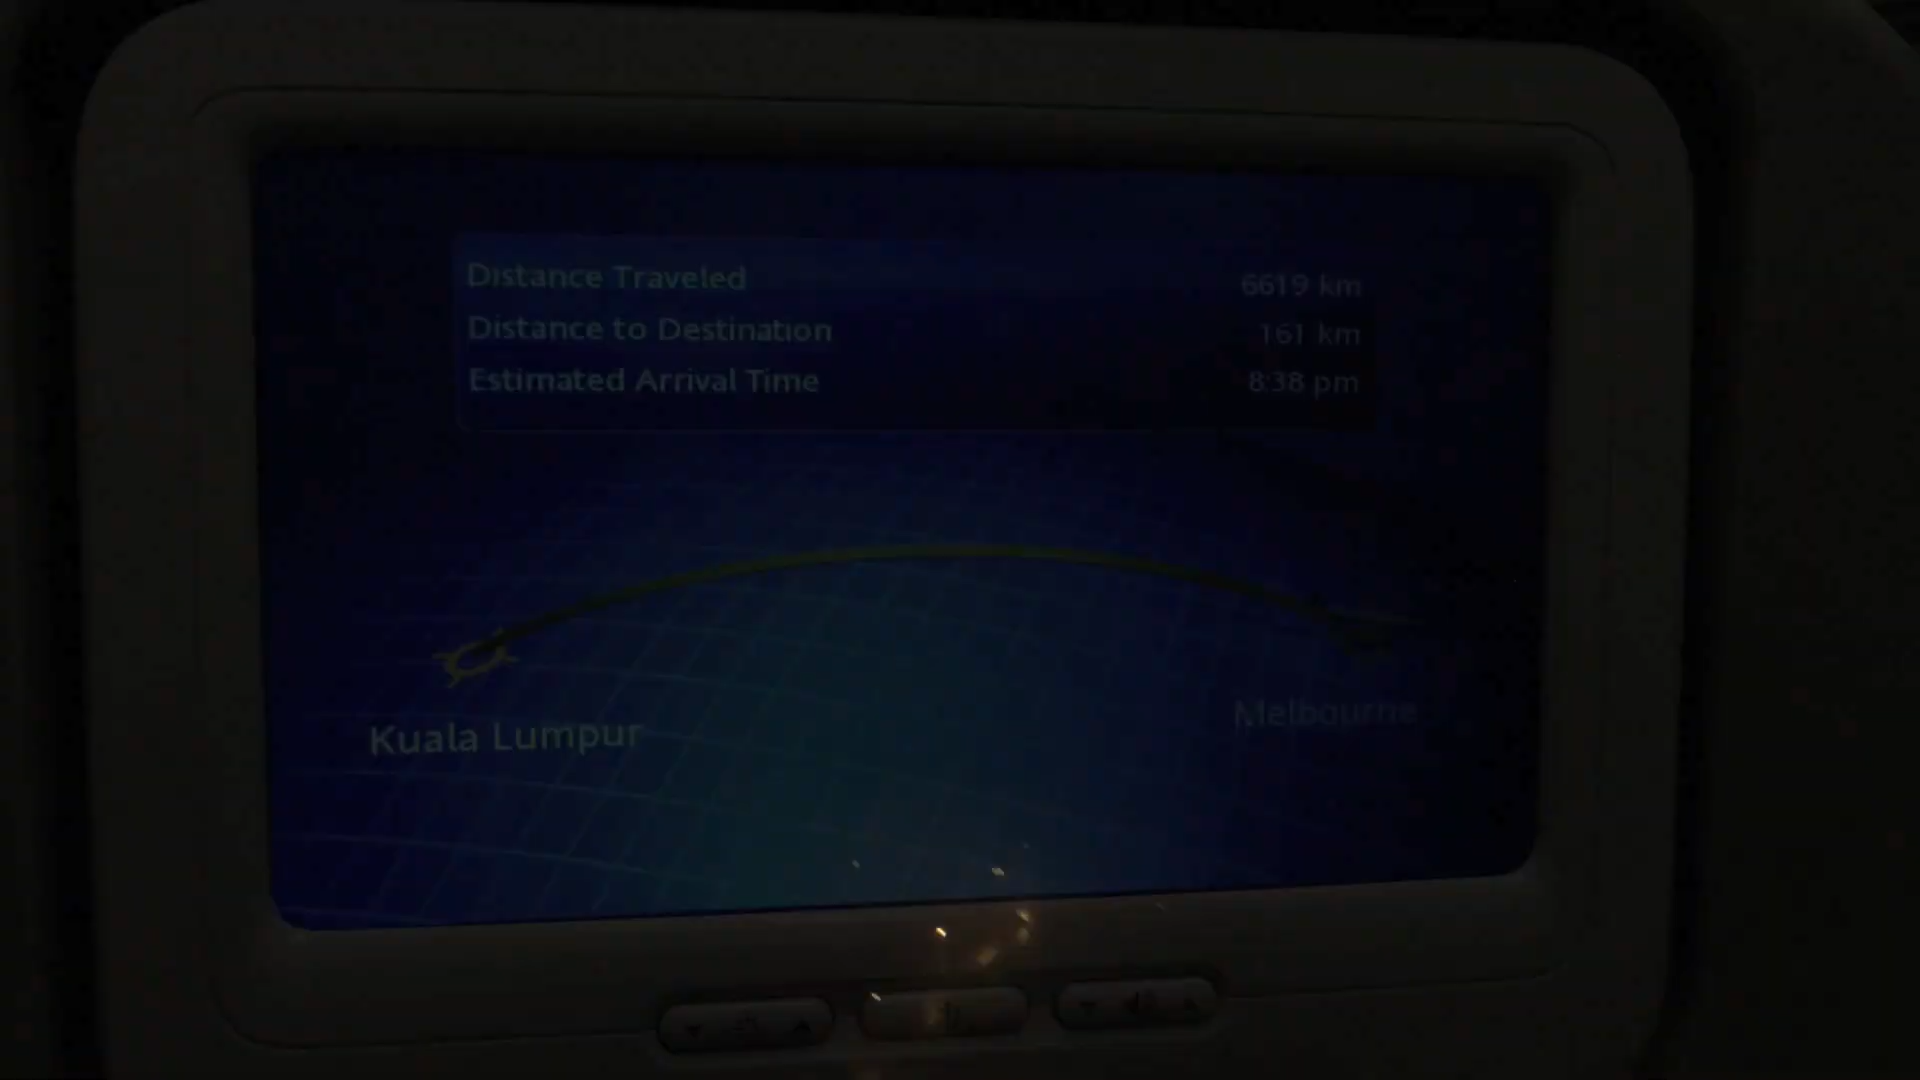 Distance Traveled 6619 km
Distance to Destination 161 km
Estimated Arrival Time 8:38 pm
Kuala Lumpur
Melbourne